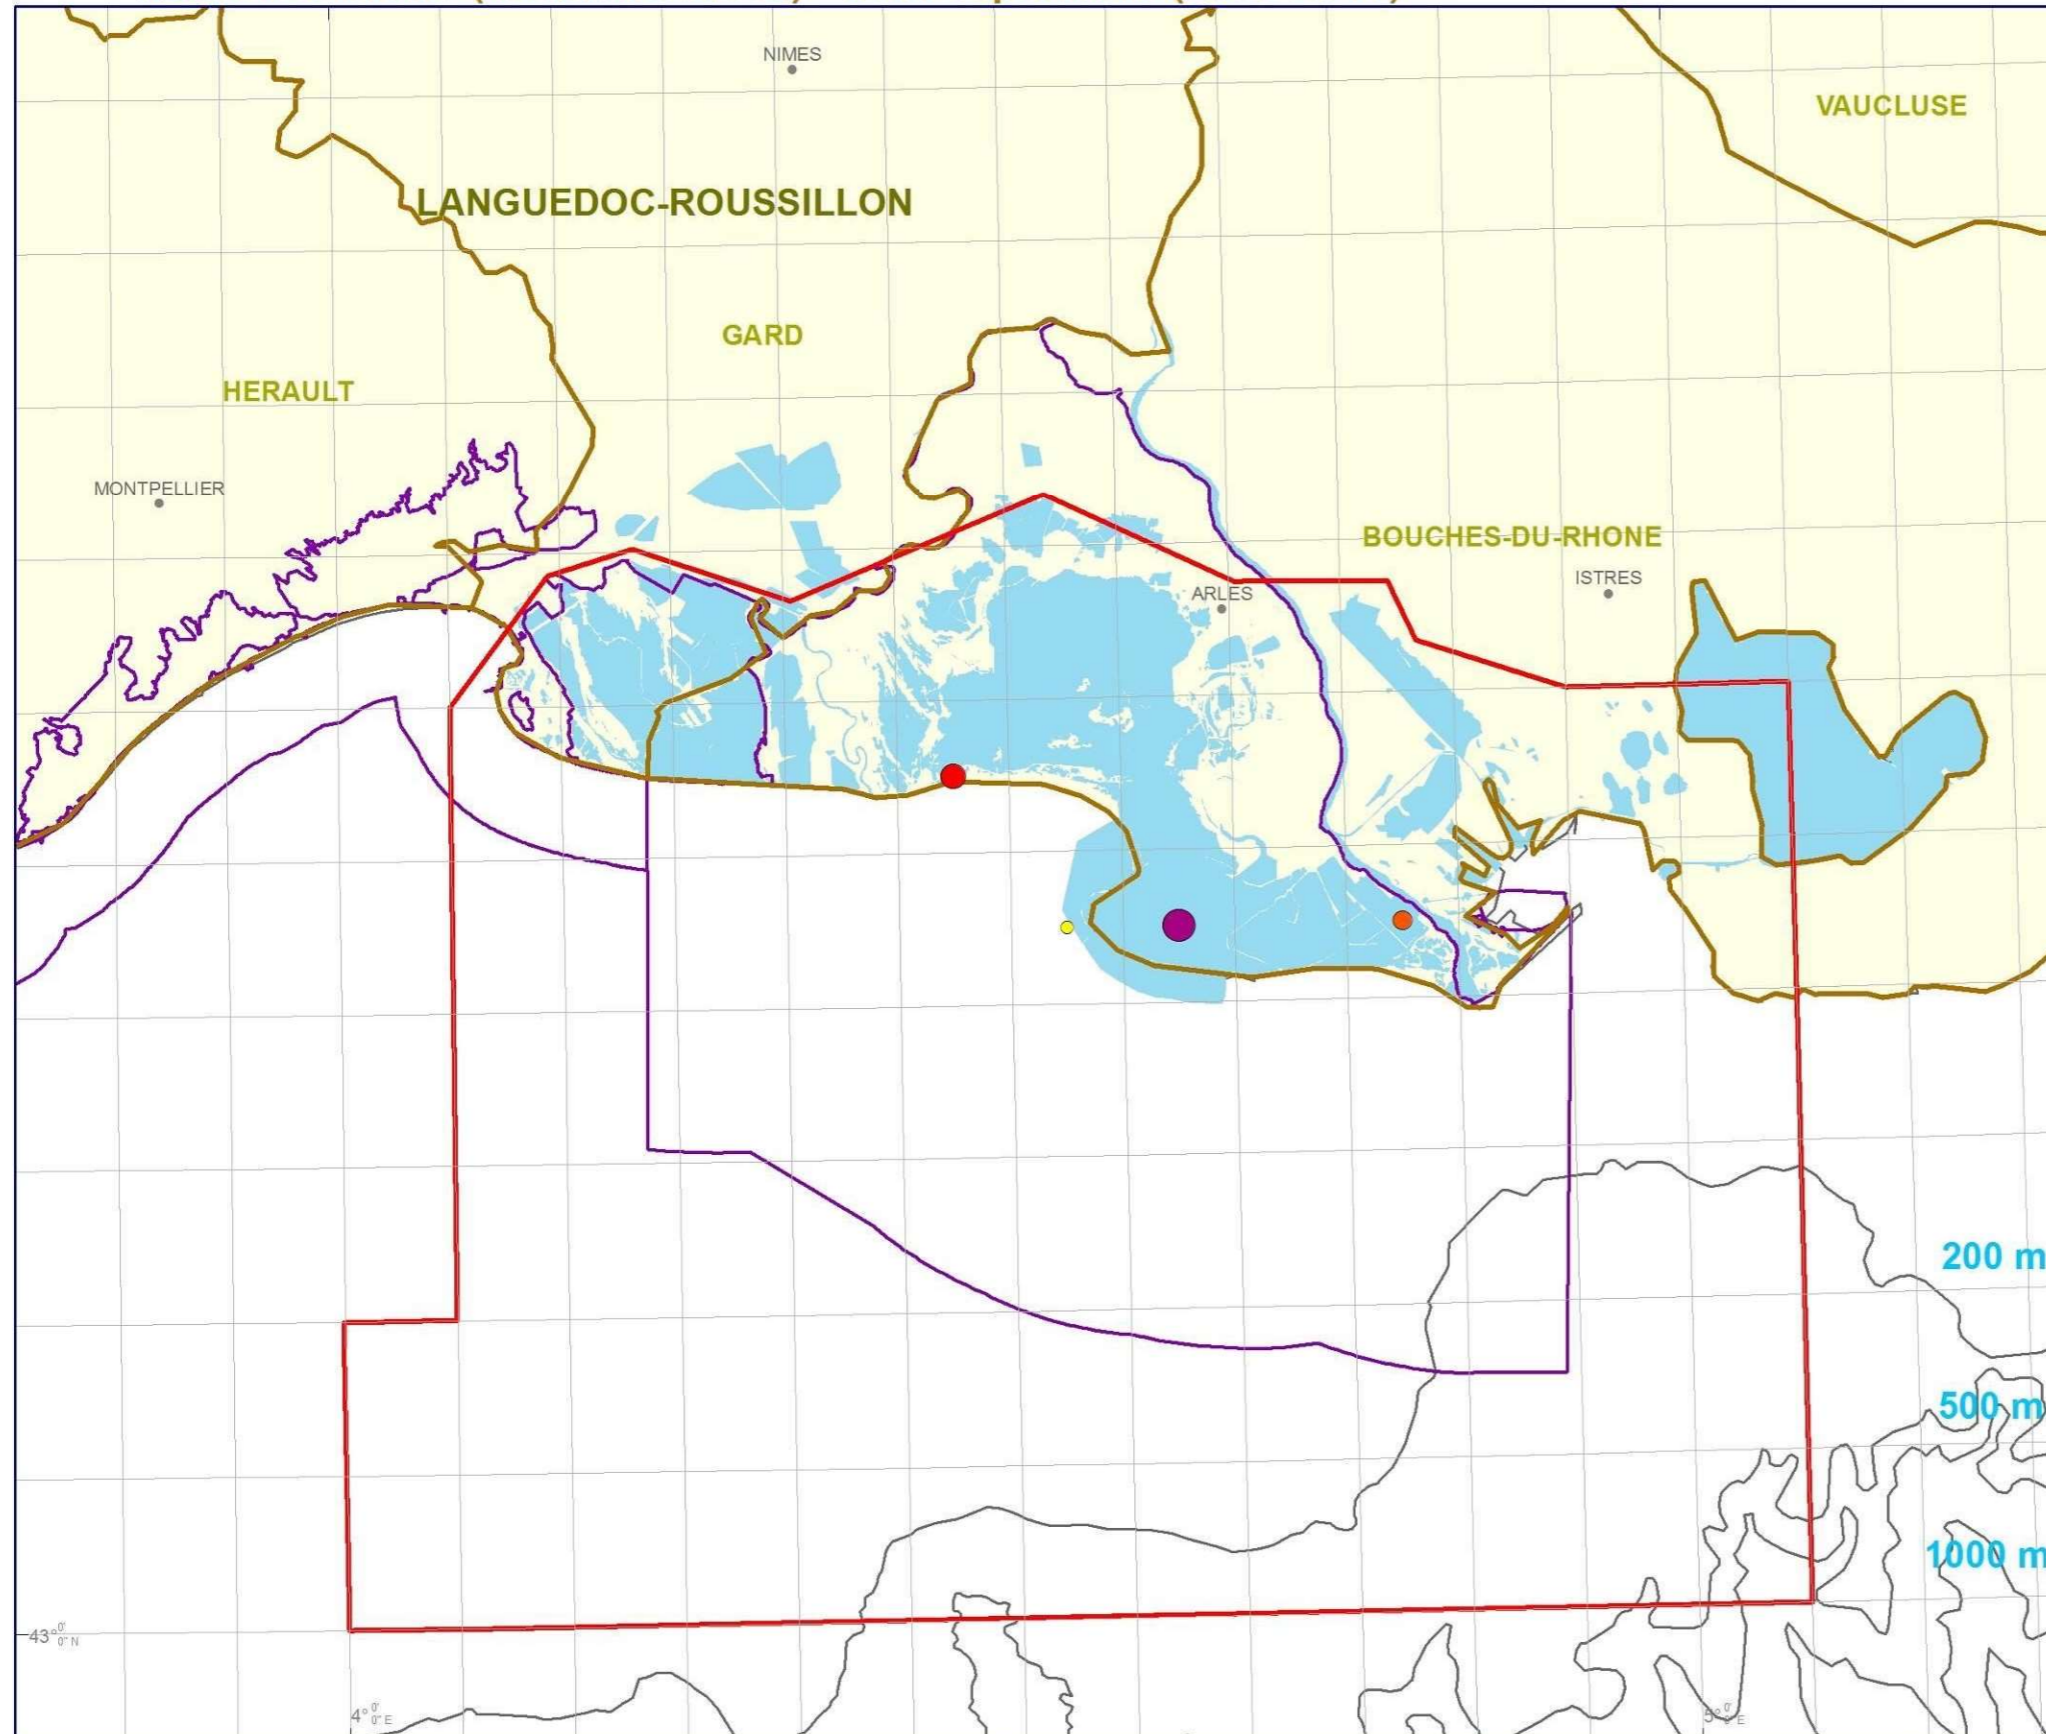 NIMES
VAUCLUSE
LANGUEDOC-ROUSSILLON
GARD
HERAULT
MONTPELLIER
BOUCHES-DU-RHONE
ISTRES
ARLES
200 m
500 m
1000 m
43° 0' 0" N
4° 0' 0" E
5° 0' 0" E